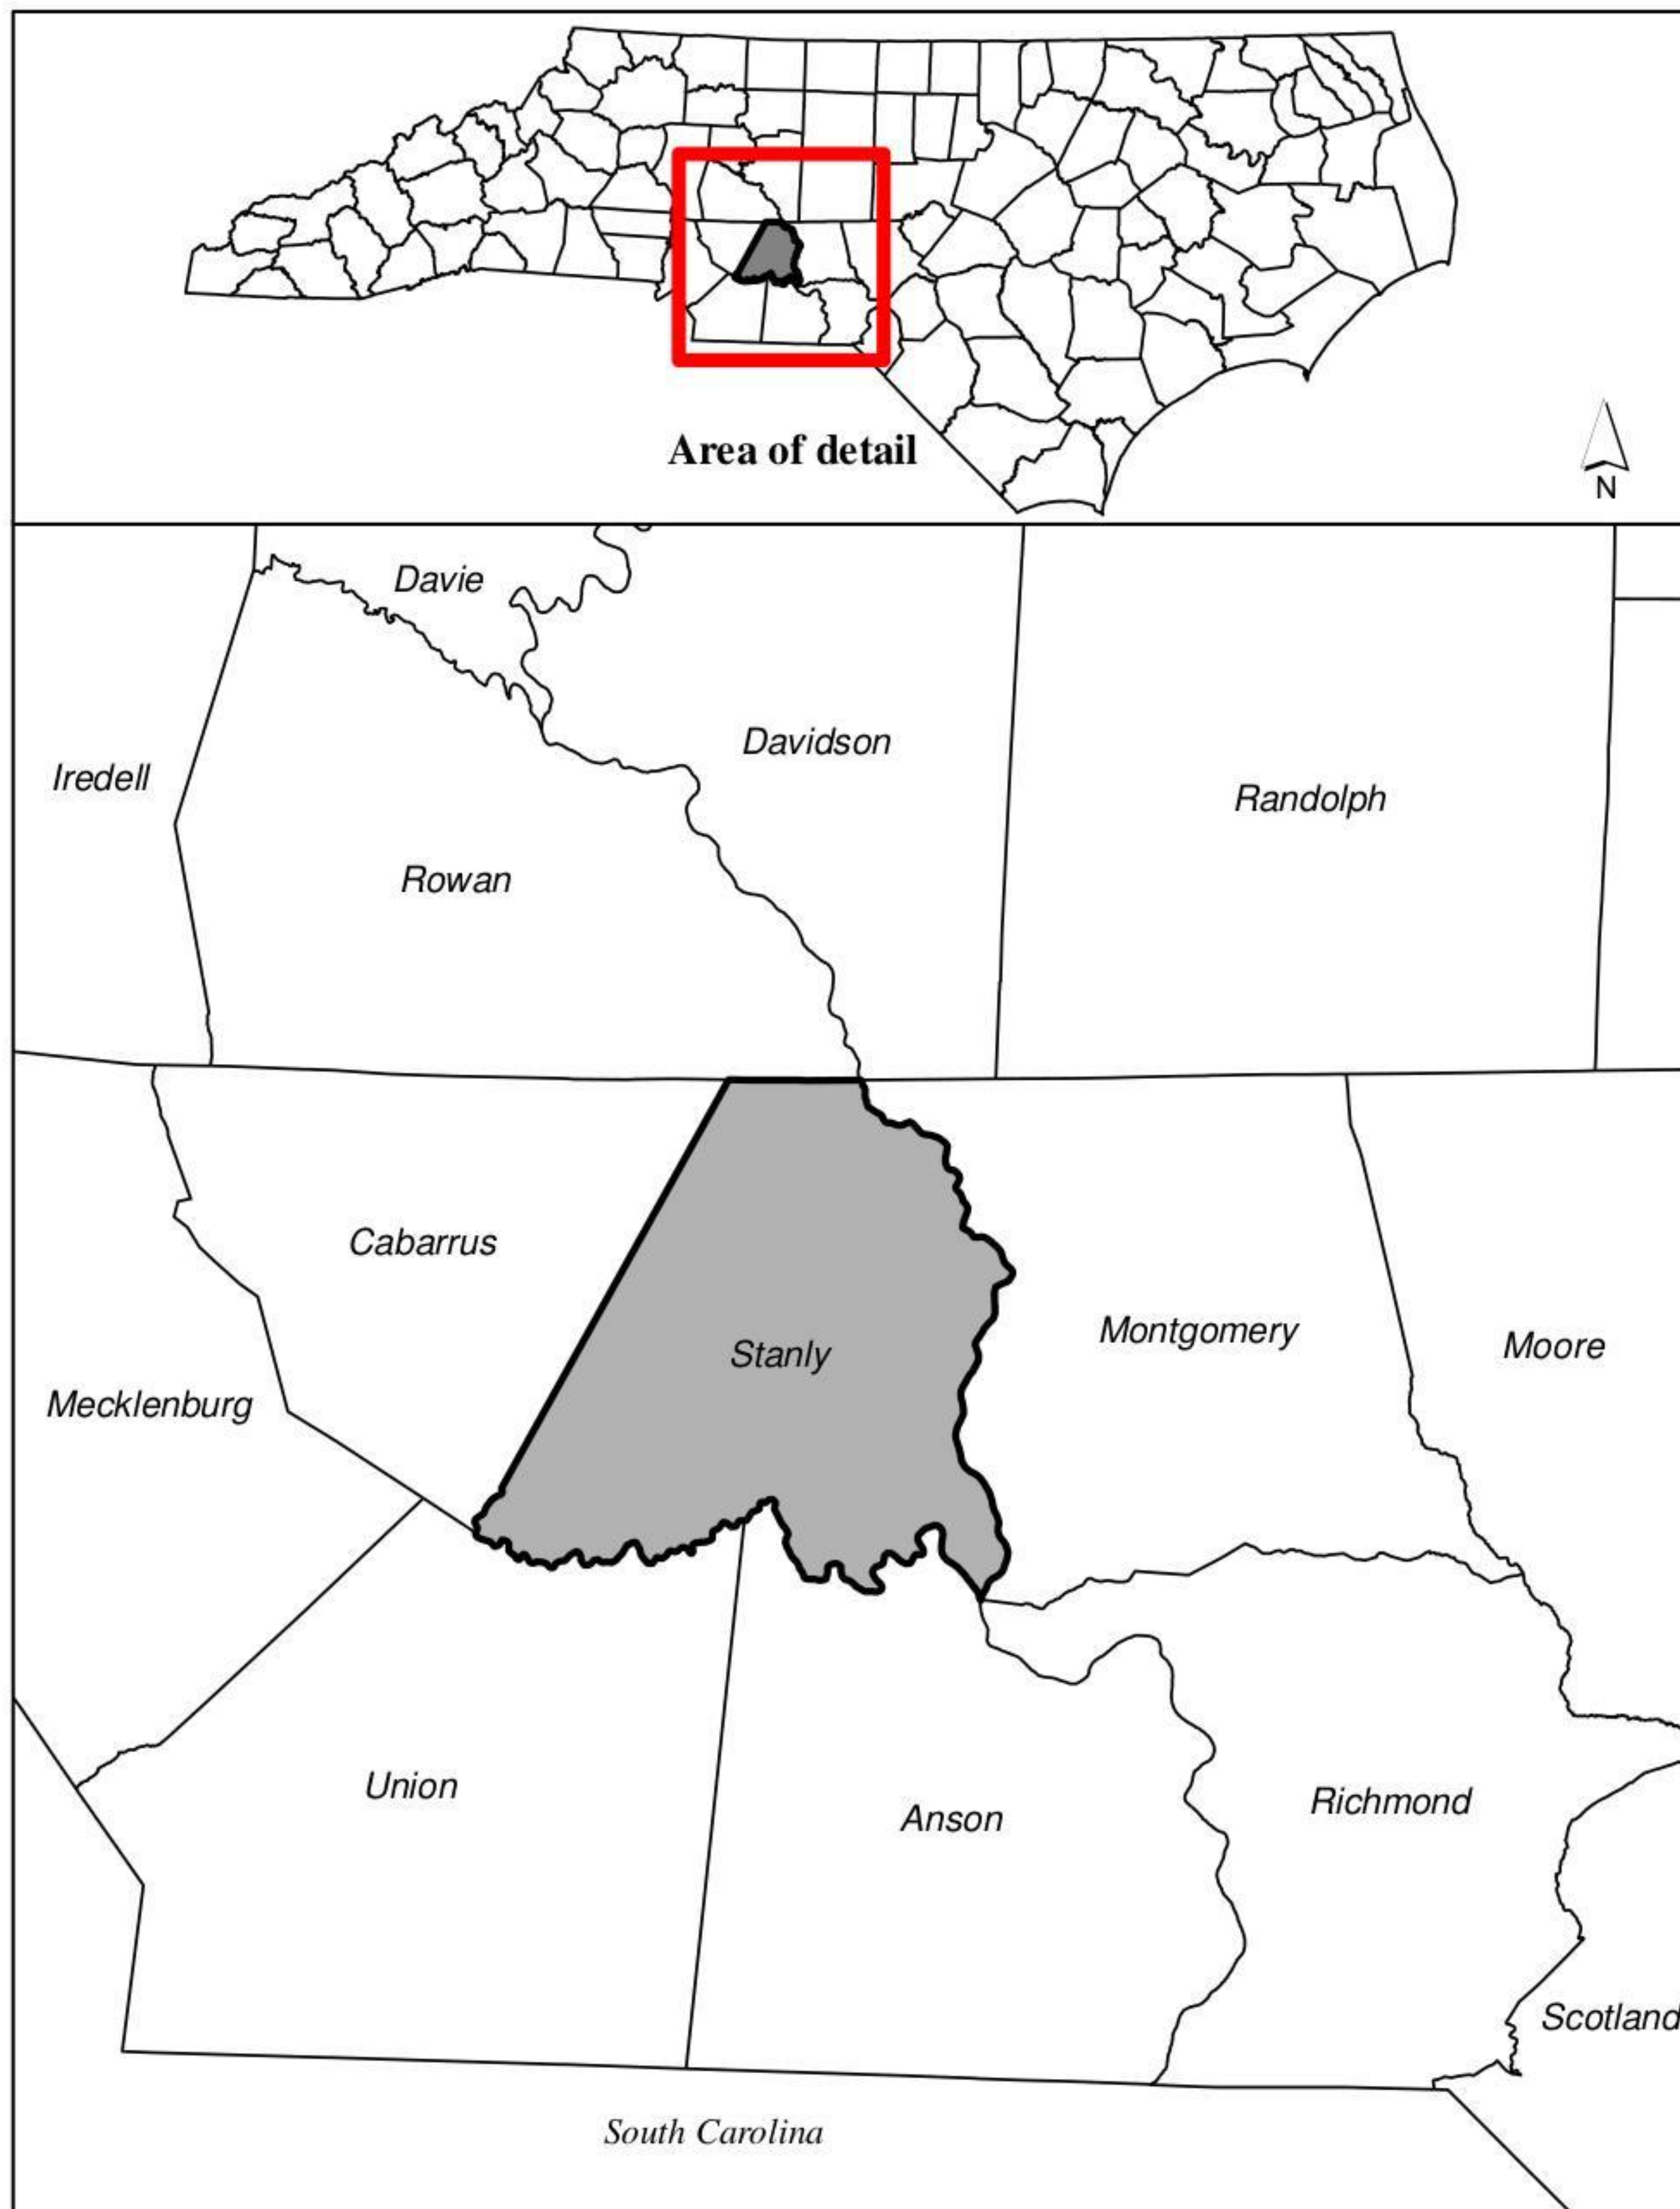 Area of detail
N
Davie
Davidson
Iredell
Randolph
Rowan
Cabarrus
Montgomery
Moore
Stanly
Mecklenburg
Union
Richmond
Anson
Scotland
South Carolina